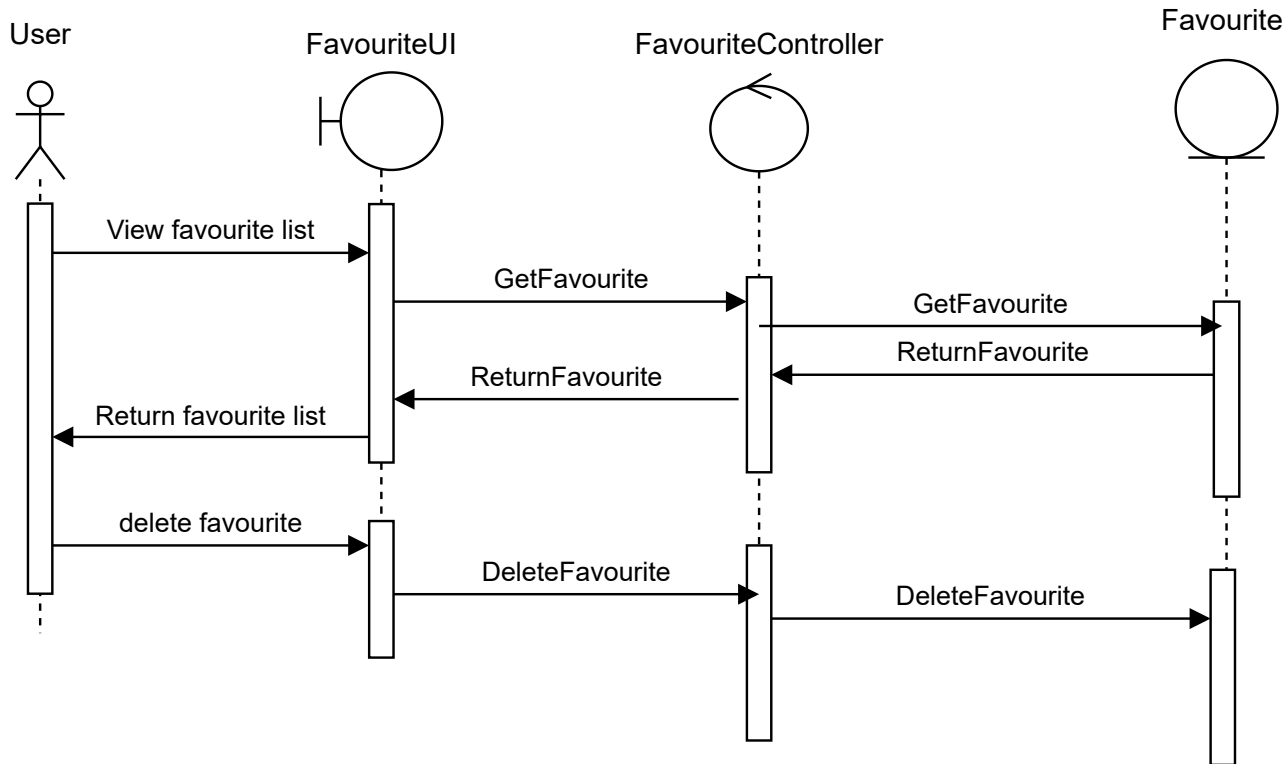 User
FavouriteUI
FavouriteController
Favourite
View favourite list
GetFavourite
GetFavourite
ReturnFavourite
ReturnFavourite
Return favourite list
delete favourite
DeleteFavourite
DeleteFavourite